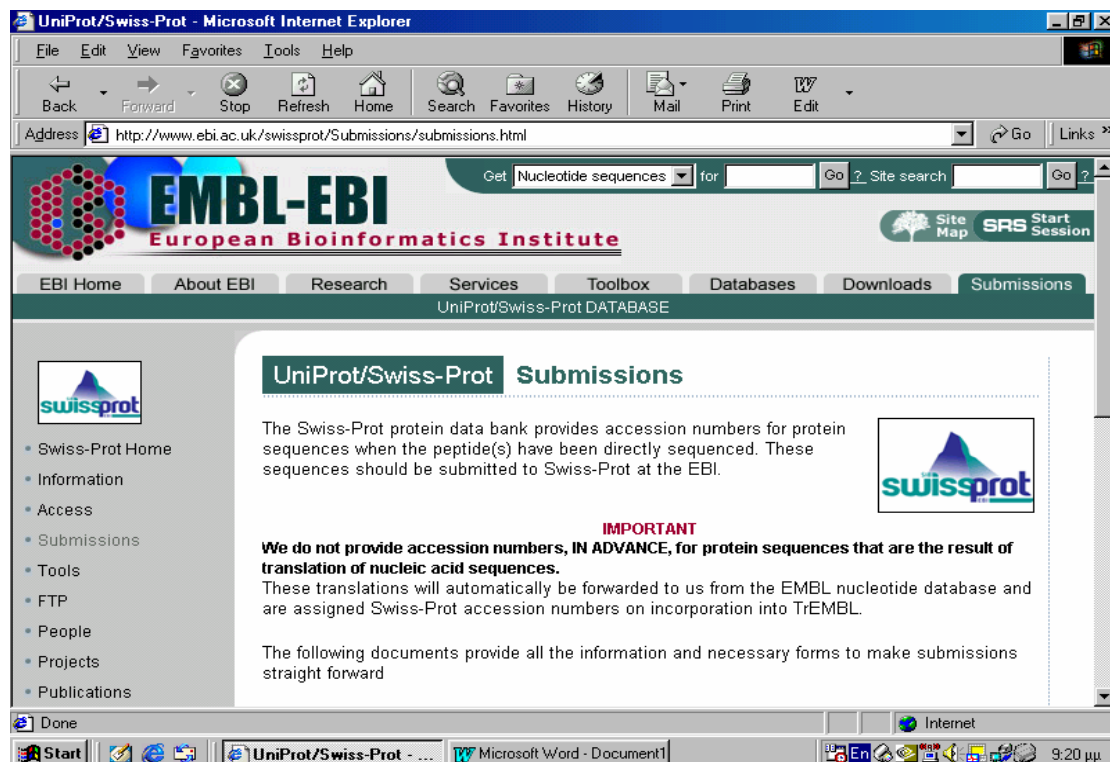 UniProt/Swiss-Prot - Microsoft Internet Explorer
File Edit View Favorites Tools Help
Back Forward Stop Refresh Home Search Favorites History Mail Print Edit
Address http://www.ebi.ac.uk/swissprot/Submissions/submissions.html Go Links »
Get Nucleotide sequences for Go ? Site search Go ?
EMBL-EBI
European Bioinformatics Institute
Site Map SRS Start Session
EBI Home About EBI Research Services Toolbox Databases Downloads Submissions
UniProt/Swiss-Prot DATABASE
swissprot
Swiss-Prot Home
Information
Access
Submissions
Tools
FTP
People
Projects
Publications
UniProt/Swiss-Prot Submissions
The Swiss-Prot protein data bank provides accession numbers for protein
sequences when the peptide(s) have been directly sequenced. These
sequences should be submitted to Swiss-Prot at the EBI.
swissprot
EBI
IMPORTANT
We do not provide accession numbers, IN ADVANCE, for protein sequences that are the result of
translation of nucleic acid sequences.
These translations will automatically be forwarded to us from the EMBL nucleotide database and
are assigned Swiss-Prot accession numbers on incorporation into TrEMBL.
The following documents provide all the information and necessary forms to make submissions
straight forward
Done Internet
Start UniProt/Swiss-Prot - ... Microsoft Word - Document1 En 9:20 μμ